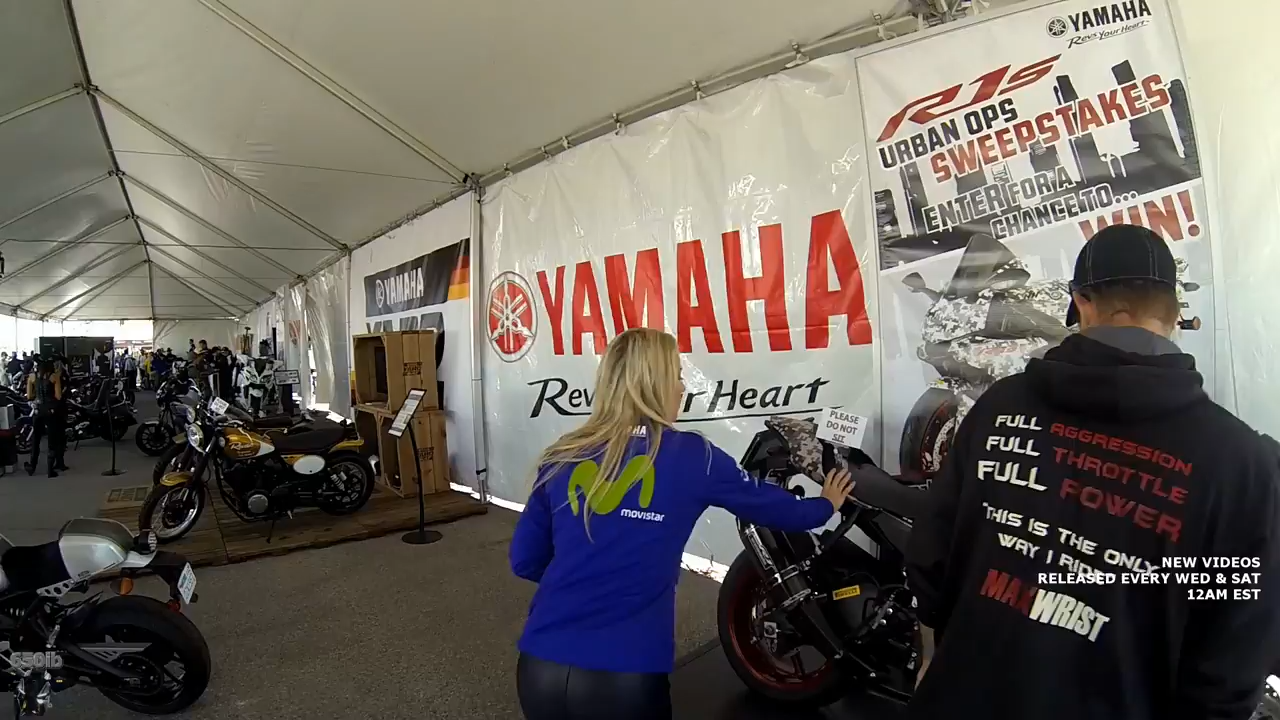 YAMAHA
Revs Your Heart
R1S
URBAN OPS
SWEEPSTAKES
ENTER FOR A
CHANCE TO...
WIN!
YAMAHA
YAMAHA
Revs Your Heart
PLEASE
DO NOT
SIT
movistar
FULL AGGRESSION
FULL THROTTLE
FULL POWER
THIS IS THE ONLY
WAY I RIDE
MAXWRIST
NEW VIDEOS
RELEASED EVERY WED & SAT
12AM EST
650ib